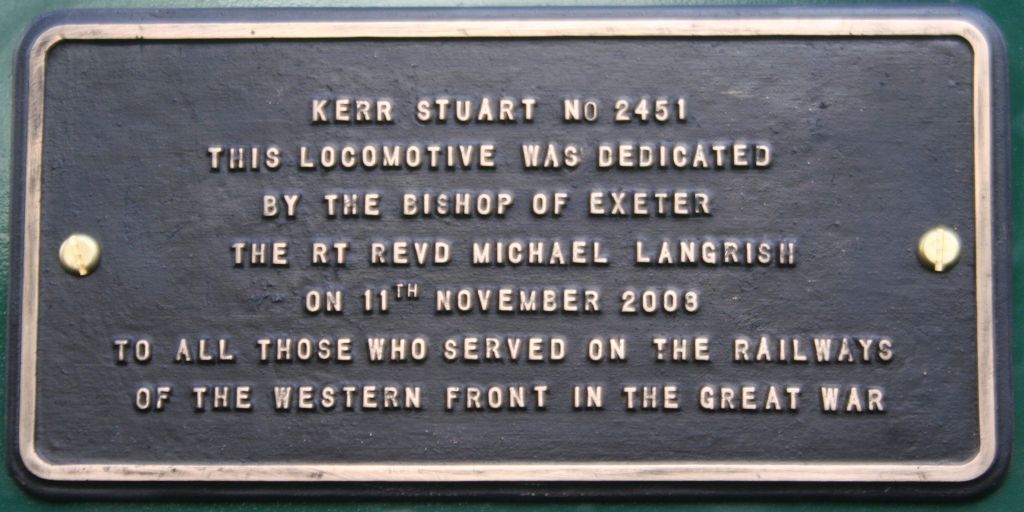 KERR STUART No 2451
THIS LOCOMOTIVE WAS DEDICATED
BY THE BISHOP OF EXETER
THE RT REVD MICHAEL LANGRISH
ON 11TH NOVEMBER 2008
TO ALL THOSE WHO SERVED ON THE RAILWAYS
OF THE WESTERN FRONT IN THE GREAT WAR